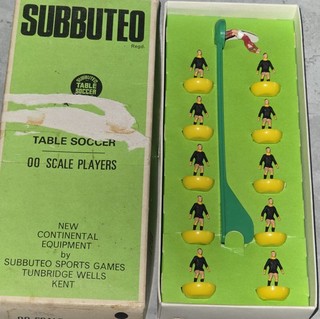 SUBBUTEO
Regd.
SUBBUTEO
TABLE
SOCCER
TABLE SOCCER
OO SCALE PLAYERS
NEW
CONTINENTAL
EQUIPMENT
by
SUBBUTEO SPORTS GAMES
TUNBRIDGE WELLS
KENT